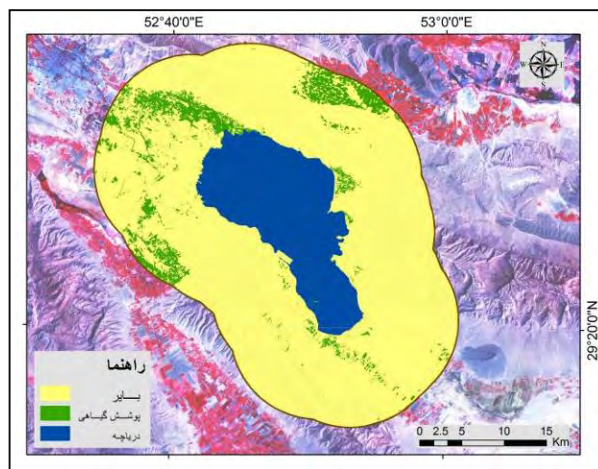 52°40'0"E 53°0'0"E
N
W E
S
29°20'0"N
راهنما
بایر
پوشش گیاهی
دریاچه
0 2.5 5 10 15
Km